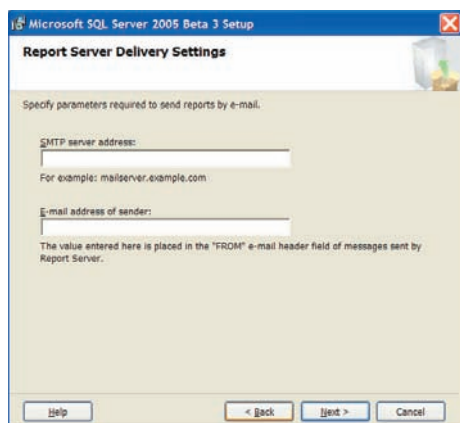 Microsoft SQL Server 2005 Beta 3 Setup
Report Server Delivery Settings
Specify parameters required to send reports by e-mail.
SMTP server address:
For example: mailserver.example.com
E-mail address of sender:
The value entered here is placed in the "FROM" e-mail header field of messages sent by
Report Server.
Help
< Back
Next >
Cancel